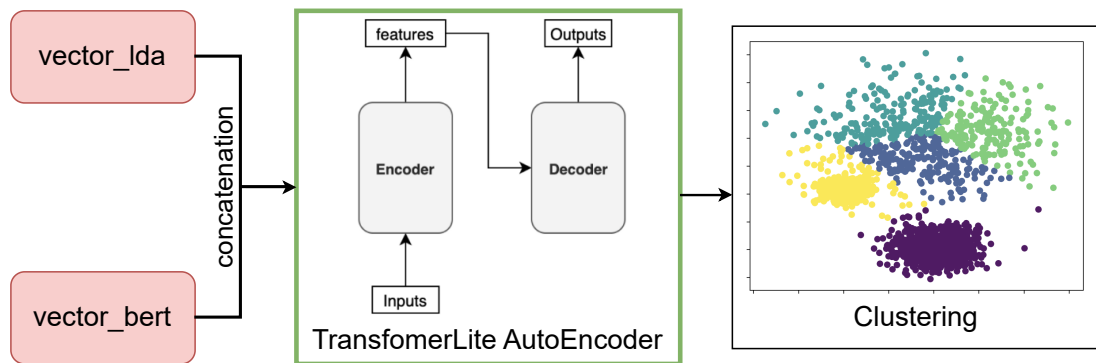 vector_lda
vector_bert
concatenation
features
Outputs
Encoder
Decoder
Inputs
TransfomerLite AutoEncoder
Clustering